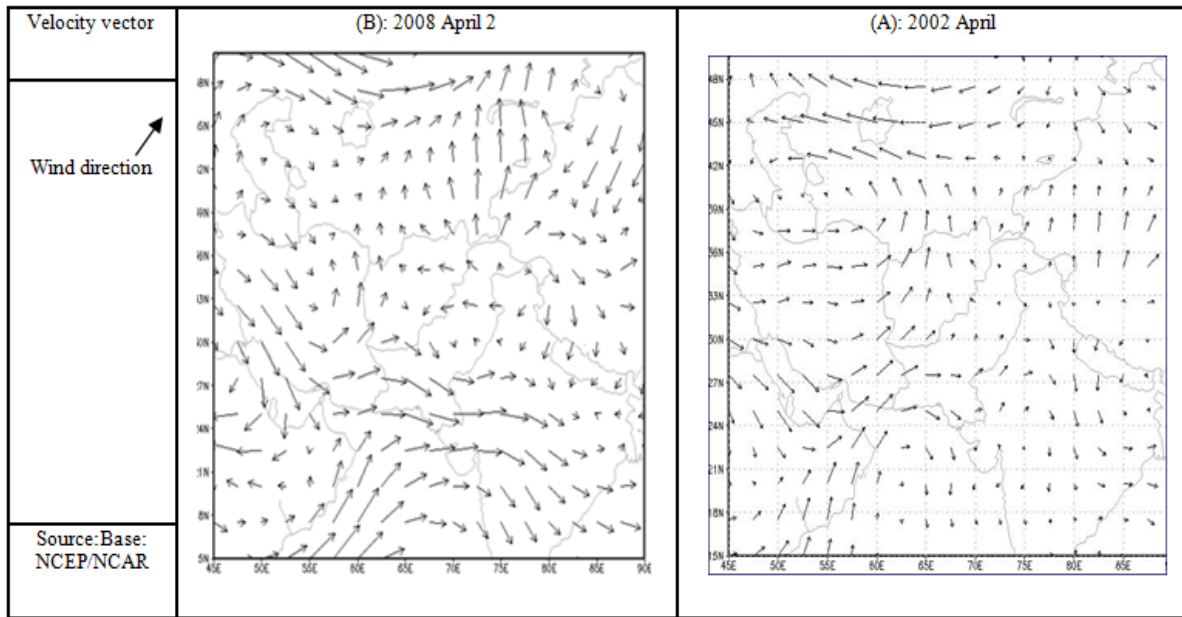 Velocity vector
(B): 2008 April 2
(A): 2002 April
Wind direction
Source:Base:
NCEP/NCAR
45E 50E 55E 60E 65E 70E 75E 80E 85E 90E
48N
45N
42N
39N
36N
33N
30N
27N
24N
21N
18N
15N
45E 50E 55E 60E 65E 70E 75E 80E 85E